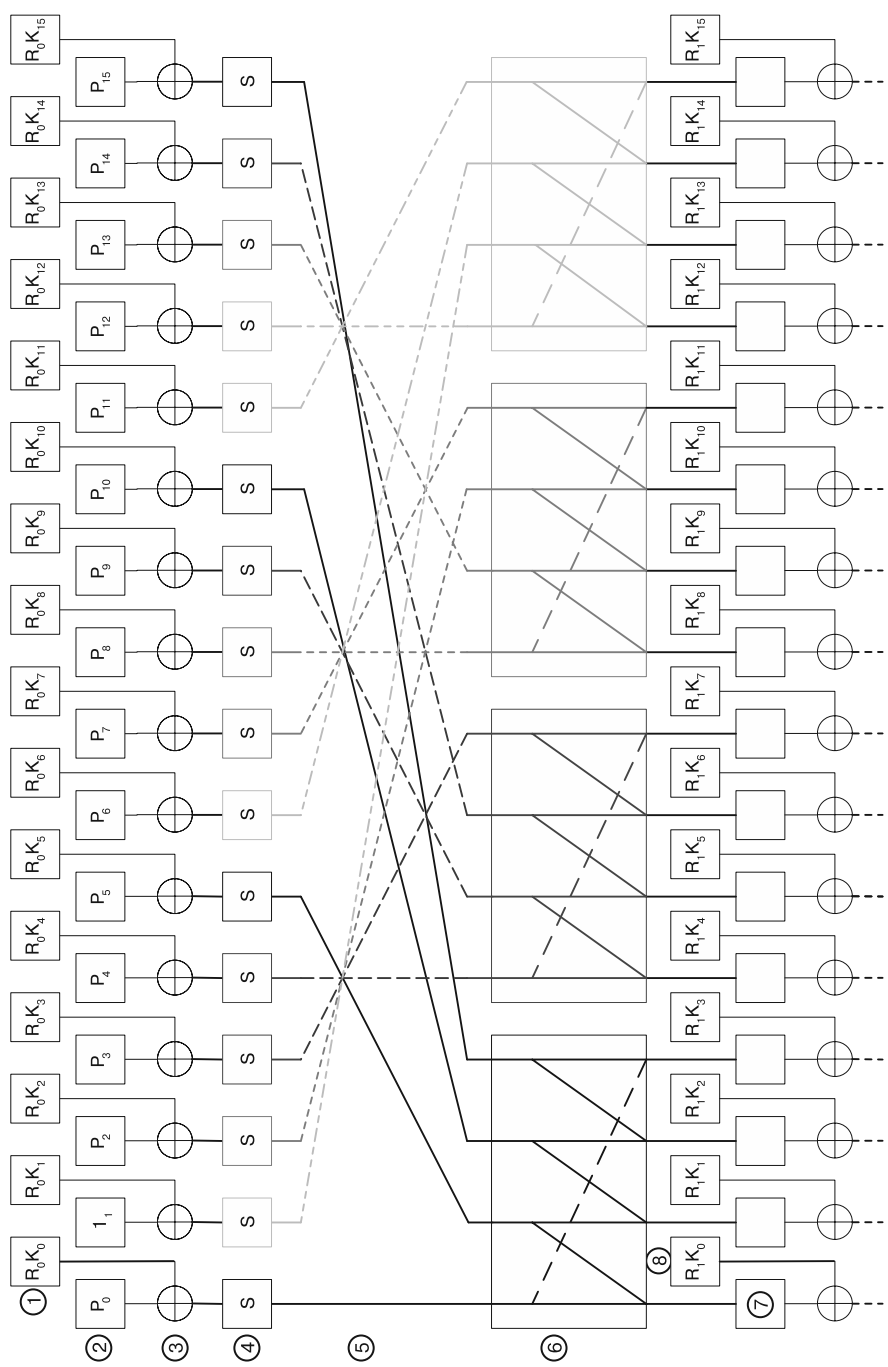 ① R₀K₀ R₀K₁ R₀K₂ R₀K₃ R₀K₄ R₀K₅ R₀K₆ R₀K₇ R₀K₈ R₀K₉ R₀K₁₀ R₀K₁₁ R₀K₁₂ R₀K₁₃ R₀K₁₄ R₀K₁₅
② P₀ 1₁ P₂ P₃ P₄ P₅ P₆ P₇ P₈ P₉ P₁₀ P₁₁ P₁₂ P₁₃ P₁₄ P₁₅
③
④ S S S S S S S S S S S S S S S S
⑤
⑥
⑧ R₁K₀ R₁K₁ R₁K₂ R₁K₃ R₁K₄ R₁K₅ R₁K₆ R₁K₇ R₁K₈ R₁K₉ R₁K₁₀ R₁K₁₁ R₁K₁₂ R₁K₁₃ R₁K₁₄ R₁K₁₅
⑦